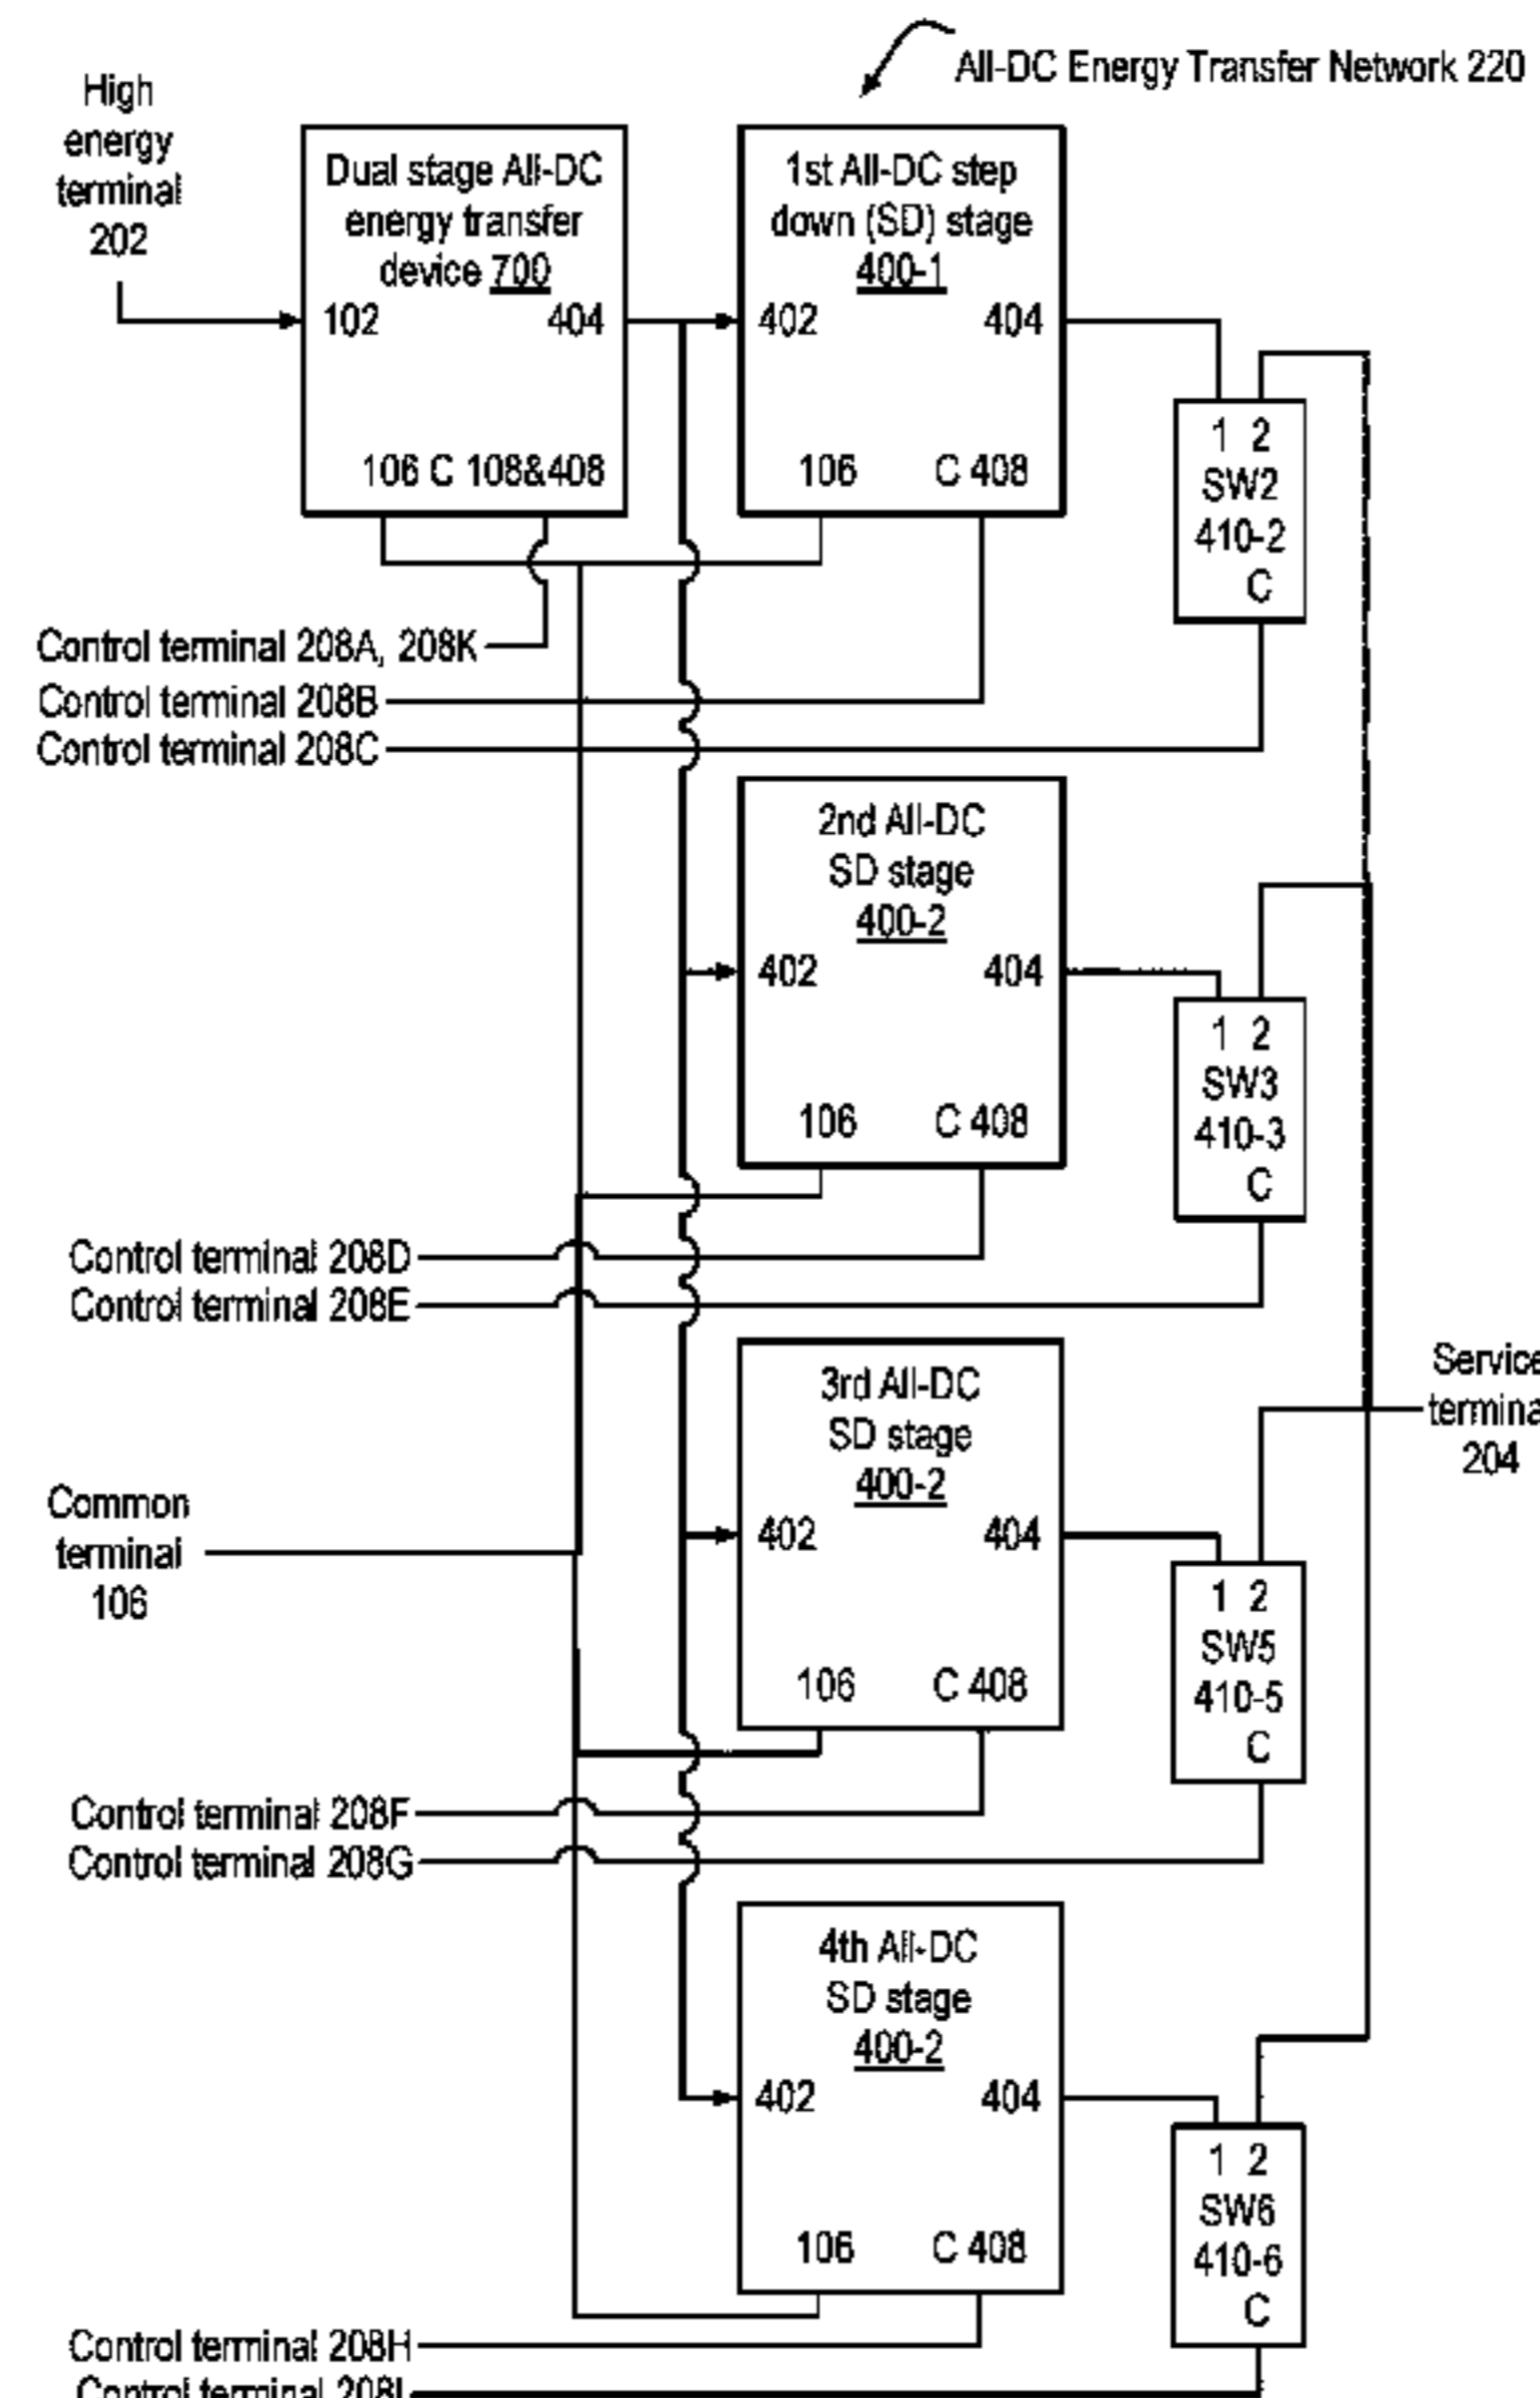 All-DC Energy Transfer Network 220
High
energy
terminal
202
Dual stage All-DC
energy transfer
device 700
102 404
106 C 108&408
1st All-DC step
down (SD) stage
400-1
402 404
106 C 408
1 2
SW2
410-2
C
Control terminal 208A, 208K
Control terminal 208B
Control terminal 208C
2nd All-DC
SD stage
400-2
402 404
106 C 408
1 2
SW3
410-3
C
Control terminal 208D
Control terminal 208E
3rd All-DC
SD stage
400-2
402 404
106 C 408
1 2
SW5
410-5
C
Service
termina
204
Common
terminal
106
Control terminal 208F
Control terminal 208G
4th All-DC
SD stage
400-2
402 404
106 C 408
1 2
SW6
410-6
C
Control terminal 208H
Control terminal 208I